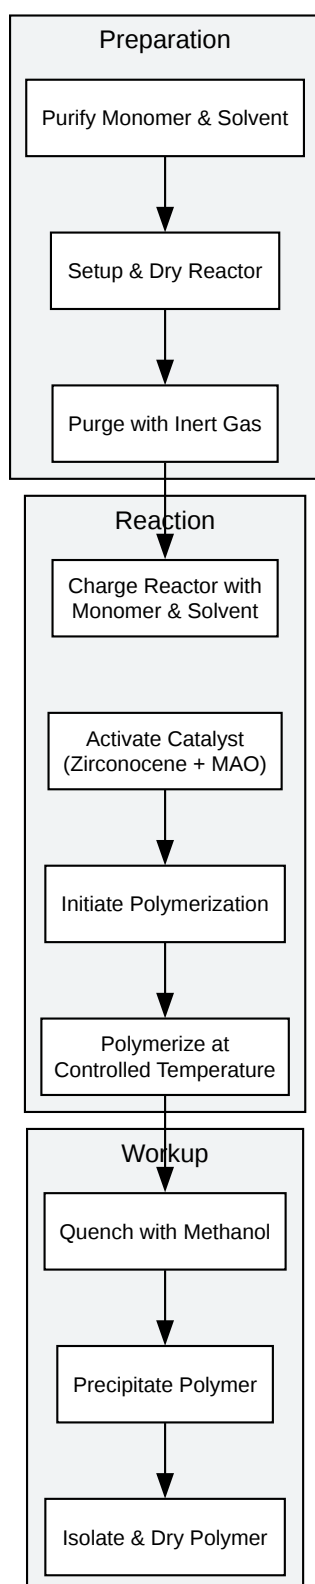 Preparation
Purify Monomer & Solvent
Setup & Dry Reactor
Purge with Inert Gas
Reaction
Charge Reactor with
Monomer & Solvent
Activate Catalyst
(Zirconocene + MAO)
Initiate Polymerization
Polymerize at
Controlled Temperature
Workup
Quench with Methanol
Precipitate Polymer
Isolate & Dry Polymer